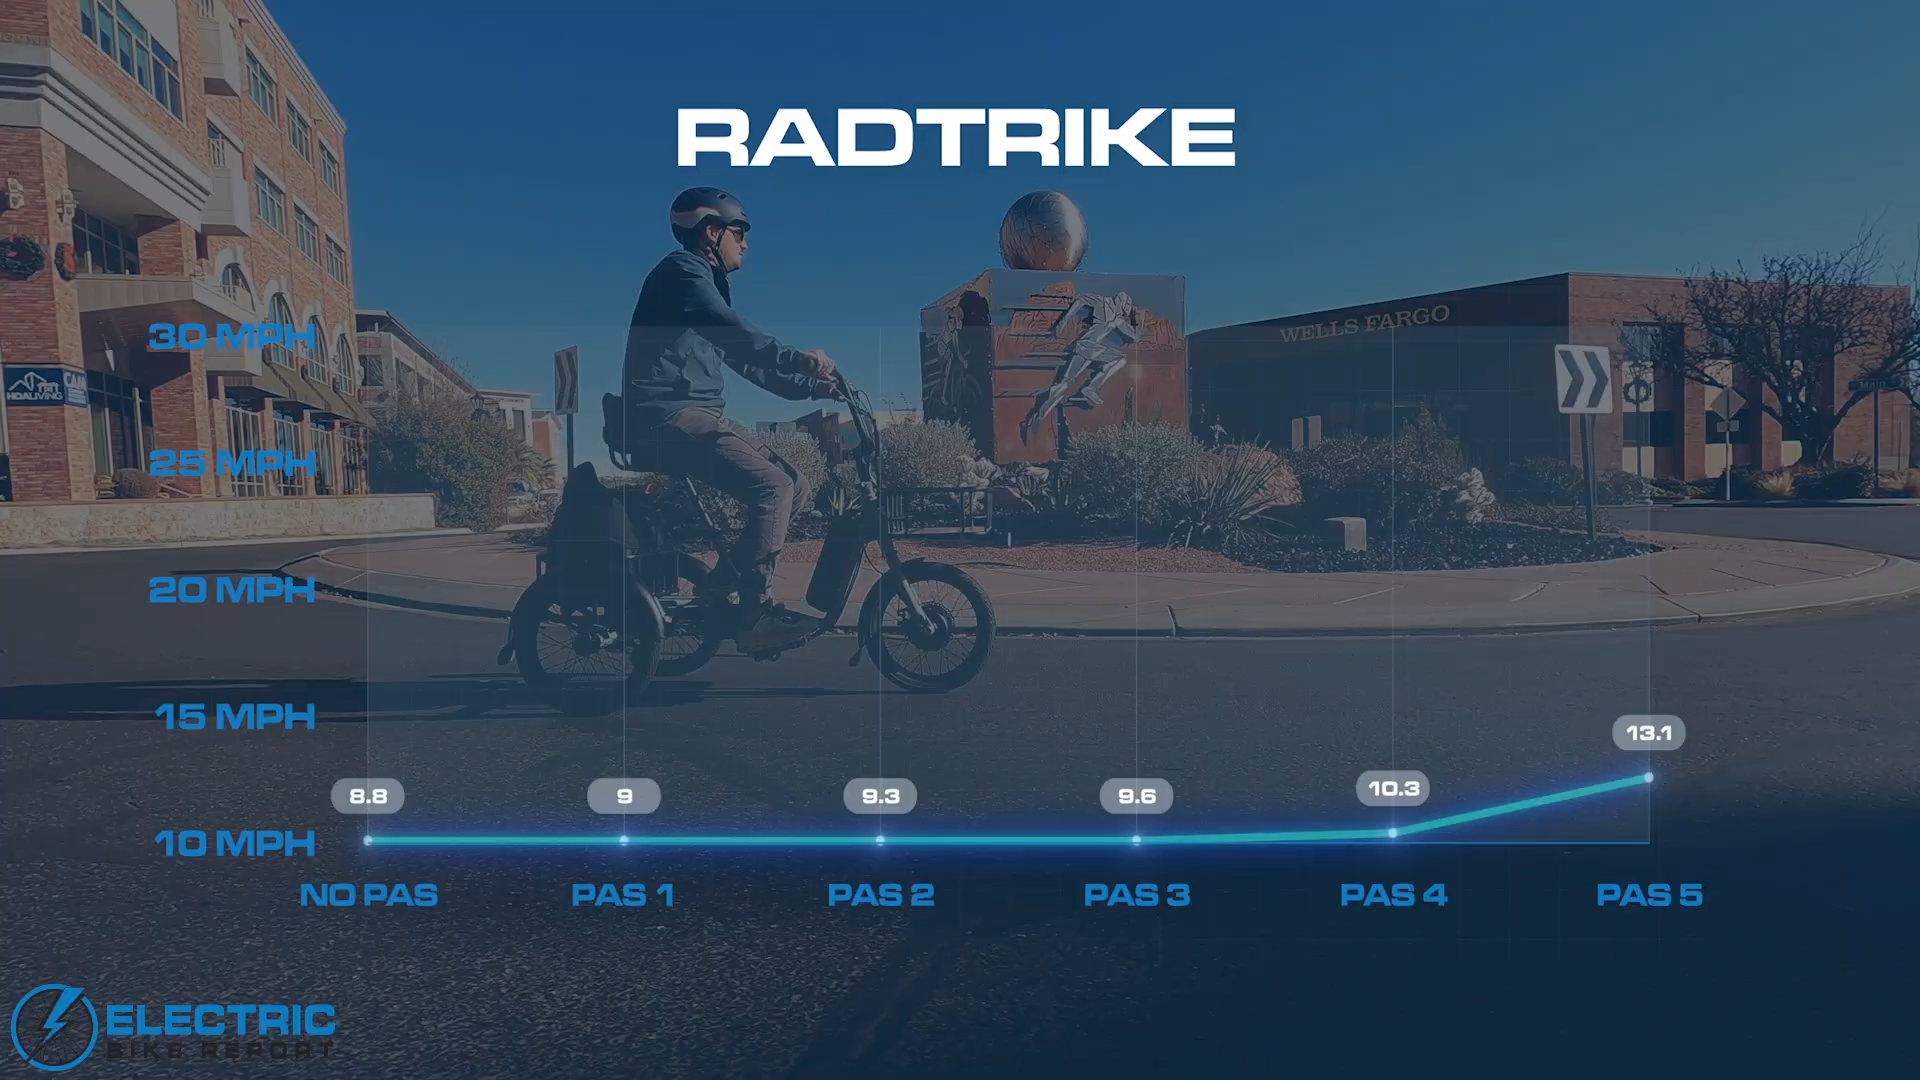 RADTRIKE
WELLS FARGO
30 MPH
25 MPH
20 MPH
15 MPH
10 MPH
8.8
9
9.3
9.6
10.3
13.1
NO PAS
PAS 1
PAS 2
PAS 3
PAS 4
PAS 5
ELECTRIC
BIKE REPORT